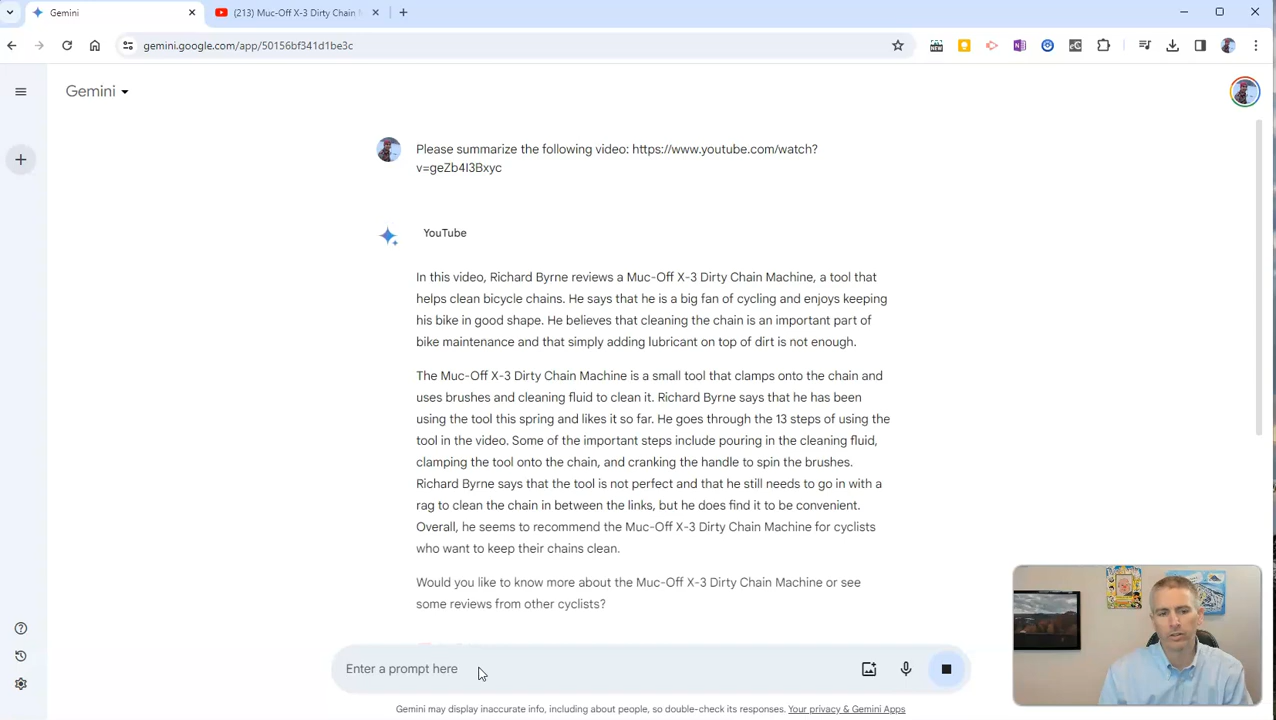 Gemini
(213) Muc-Off X-3 Dirty Chain
gemini.google.com/app/50156bf341d1be3c
NEW
Gemini
Please summarize the following video: https://www.youtube.com/watch?
v=geZb4I3Bxyc
YouTube
In this video, Richard Byrne reviews a Muc-Off X-3 Dirty Chain Machine, a tool that
helps clean bicycle chains. He says that he is a big fan of cycling and enjoys keeping
his bike in good shape. He believes that cleaning the chain is an important part of
bike maintenance and that simply adding lubricant on top of dirt is not enough.
The Muc-Off X-3 Dirty Chain Machine is a small tool that clamps onto the chain and
uses brushes and cleaning fluid to clean it. Richard Byrne says that he has been
using the tool this spring and likes it so far. He goes through the 13 steps of using the
tool in the video. Some of the important steps include pouring in the cleaning fluid,
clamping the tool onto the chain, and cranking the handle to spin the brushes.
Richard Byrne says that the tool is not perfect and that he still needs to go in with a
rag to clean the chain in between the links, but he does find it to be convenient.
Overall, he seems to recommend the Muc-Off X-3 Dirty Chain Machine for cyclists
who want to keep their chains clean.
Would you like to know more about the Muc-Off X-3 Dirty Chain Machine or see
some reviews from other cyclists?
Enter a prompt here
Gemini may display inaccurate info, including about people, so double-check its responses. Your privacy & Gemini Apps